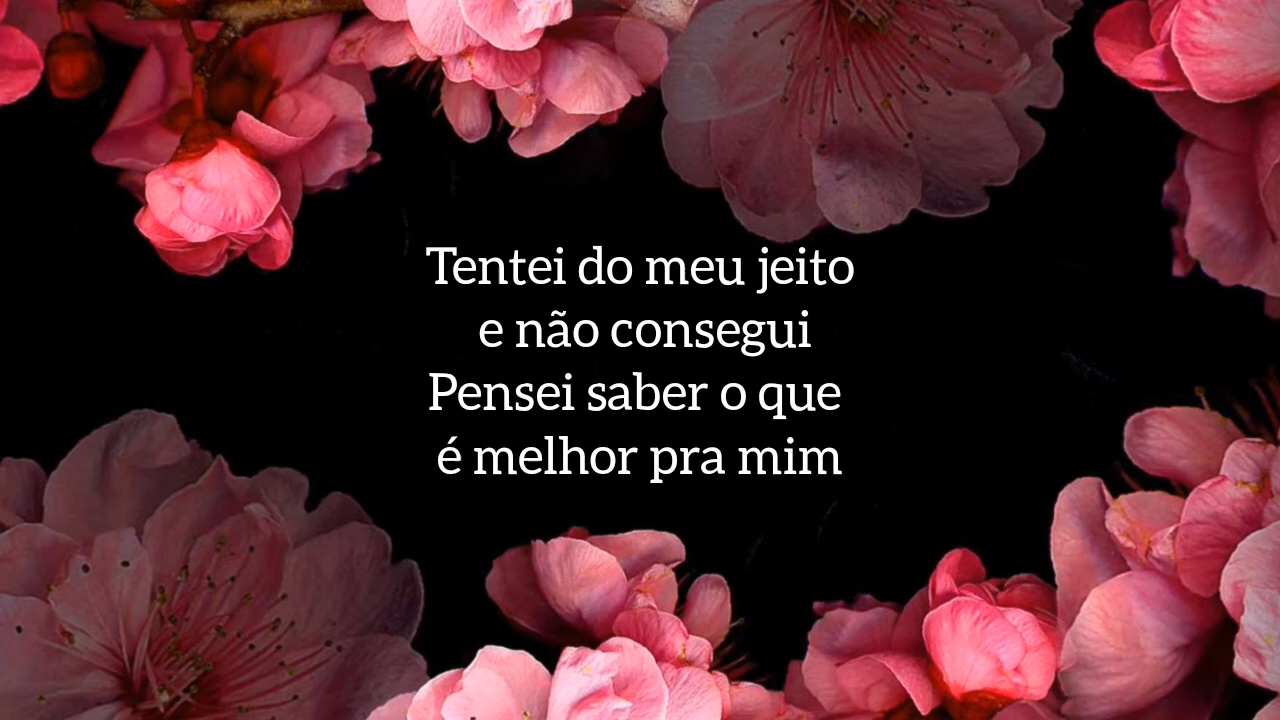 Tentei do meu jeito
e não consegui
Pensei saber o que
é melhor pra mim